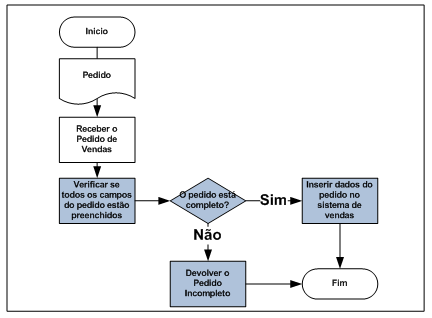 Inicio
Pedido
Receber o
Pedido de
Vendas
Verificar se
todos os campos
do pedido estão
preenchidos
O pedido está
completo?
Sim
Inserir dados do
pedido no
sistema de
vendas
Não
Devolver o
Pedido
Incompleto
Fim